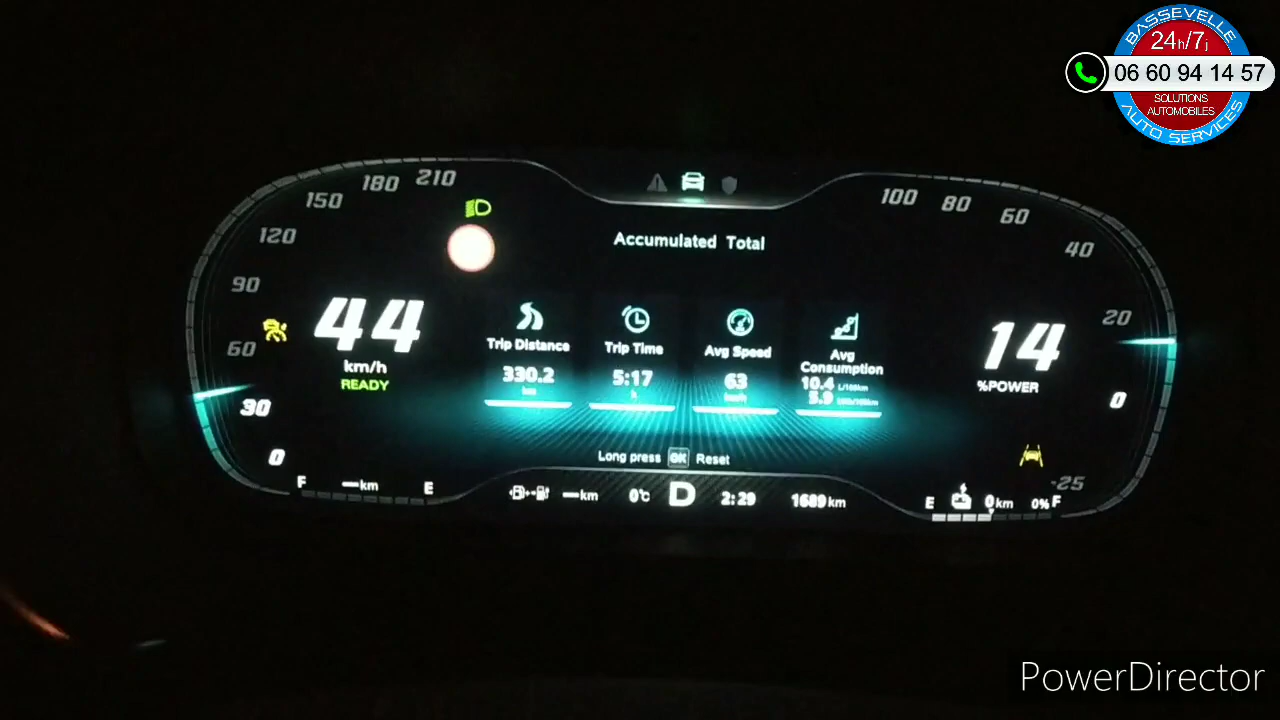 BASSEVELLE
24h/7j
06 60 94 14 57
SOLUTIONS
AUTOMOBILES
AUTO SERVICES
210
180
150
120
90
60
30
0
100
80
60
40
20
0
-25
Accumulated Total
44
km/h
READY
Trip Distance
330.2
km
Trip Time
5:17
h
Avg Speed
63
km/h
Avg
Consumption
10.4 L/100km
5.9
14
%POWER
Long press OK Reset
F —km E
—km 0℃ D 2:29 1689 km
E 0km 0% F
PowerDirector